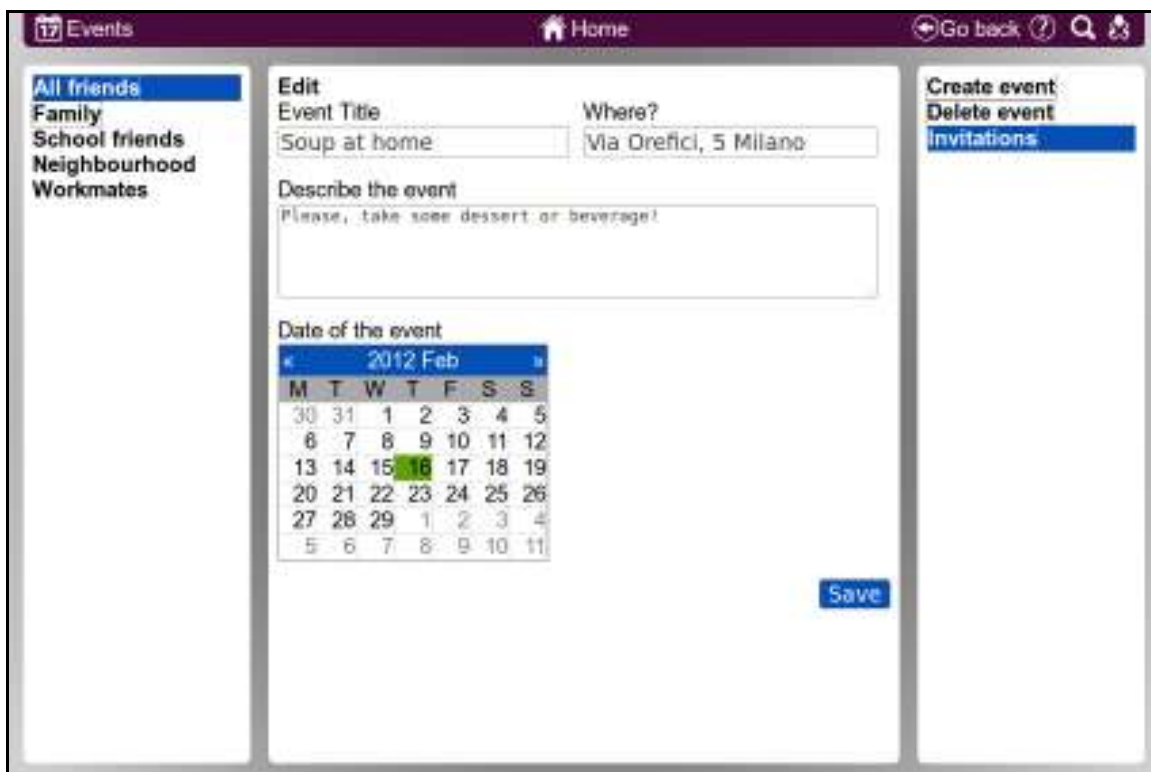 17 Events
Home
Go back ?
All friends
Family
School friends
Neighbourhood
Workmates
Edit
Event Title
Where?
Soup at home
Via Orefici, 5 Milano
Describe the event
Please, take some dessert or beverage!
Date of the event
« 2012 Feb »
M T W T F S S
30 31 1 2 3 4 5
6 7 8 9 10 11 12
13 14 15 16 17 18 19
20 21 22 23 24 25 26
27 28 29 1 2 3 4
5 6 7 8 9 10 11
Save
Create event
Delete event
Invitations